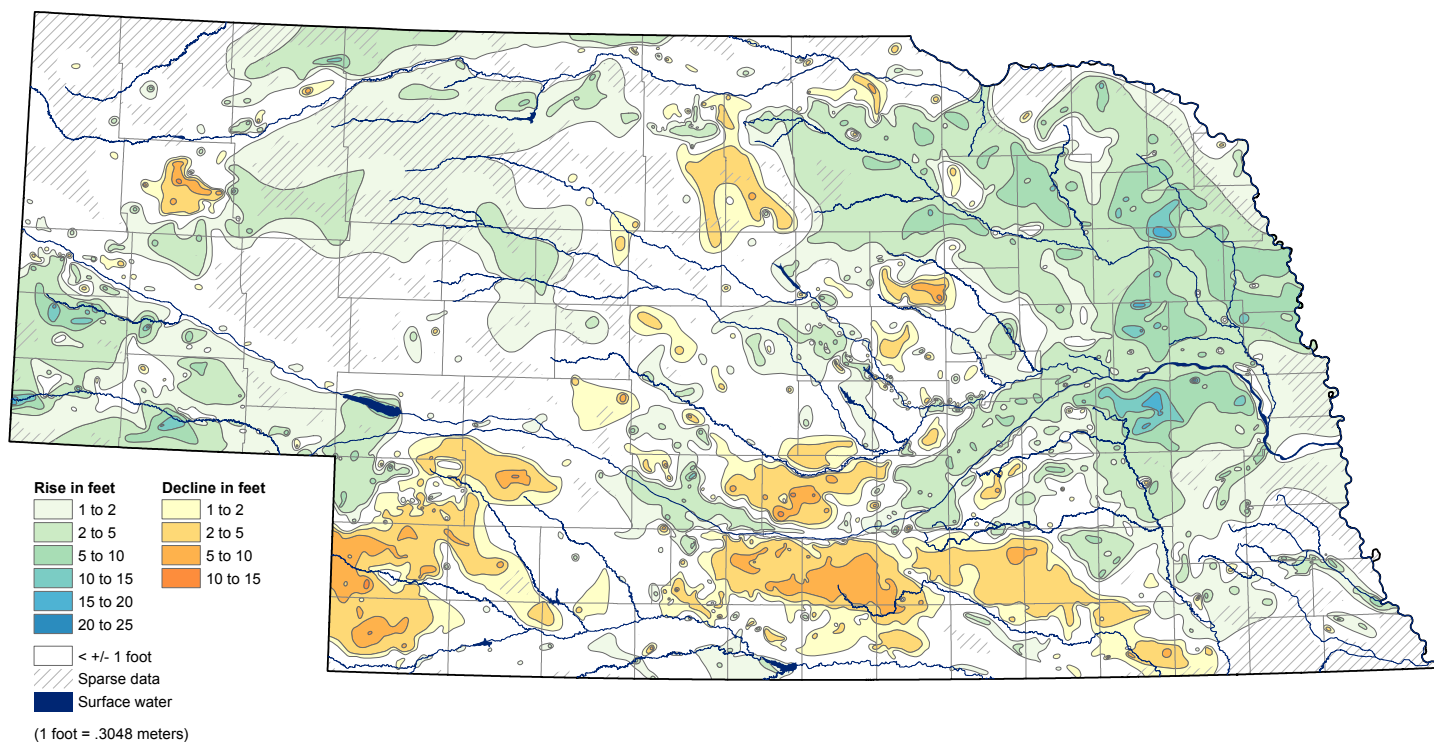 Rise in feet
1 to 2
2 to 5
5 to 10
10 to 15
15 to 20
20 to 25
Decline in feet
1 to 2
2 to 5
5 to 10
10 to 15
< +/- 1 foot
Sparse data
Surface water
(1 foot = .3048 meters)